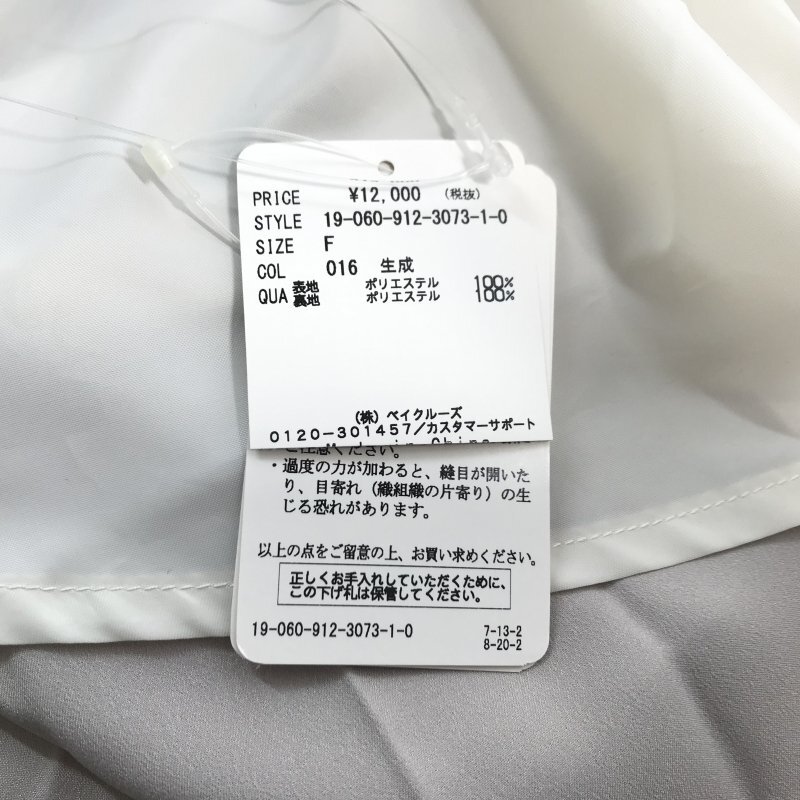 PRICE ¥12,000 (税抜)
STYLE 19-060-912-3073-1-0
SIZE F
COL 016 生成
QUA 表地 ポリエステル 100%
裏地 ポリエステル 100%
(株) ベイクルーズ
0120-301457/カスタマーサポート
ご注意ください。
・過度の力が加わると、縫目が開いた
り、目寄れ(織組織の片寄り)の生
じる恐れがあります。
以上の点をご留意の上、お買い求めください。
正しくお手入れしていただくために、
この下げ札は保管してください。
19-060-912-3073-1-0 7-13-2
8-20-2